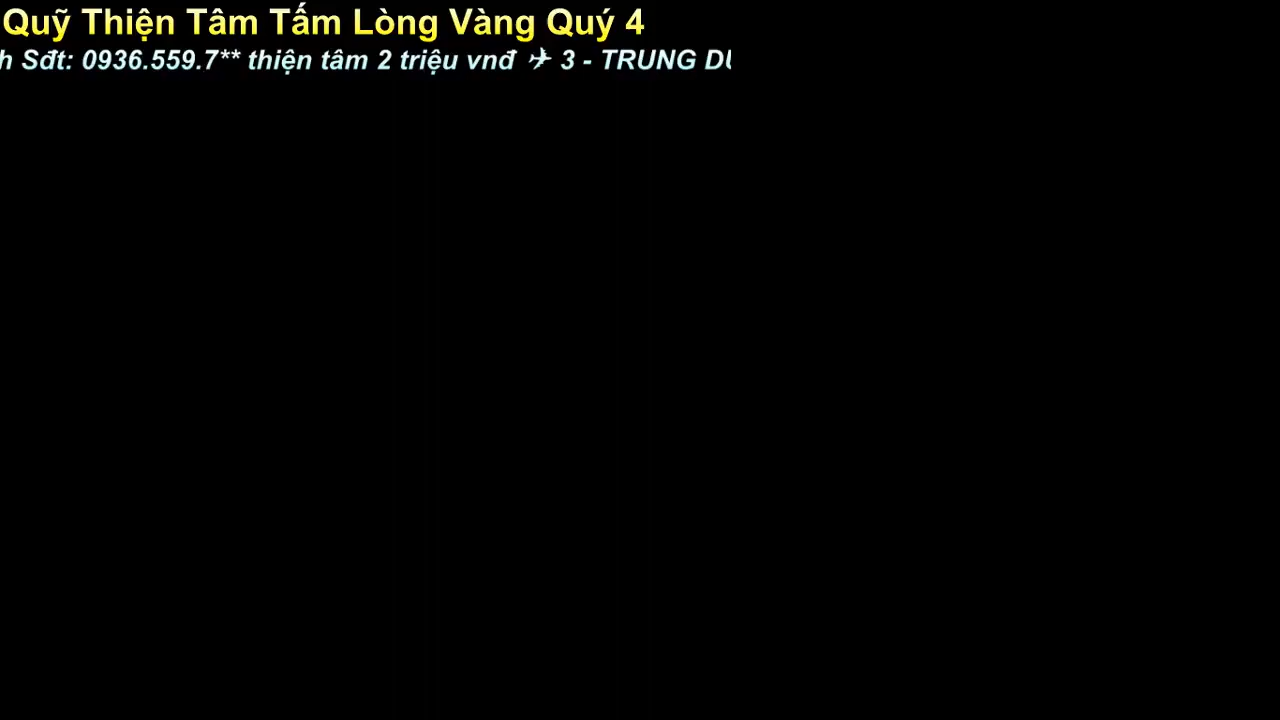 Quỹ Thiện Tâm Tấm Lòng Vàng Quý 4
h Sđt: 0936.559.7** thiện tâm 2 triệu vnđ ✈ 3 - TRUNG